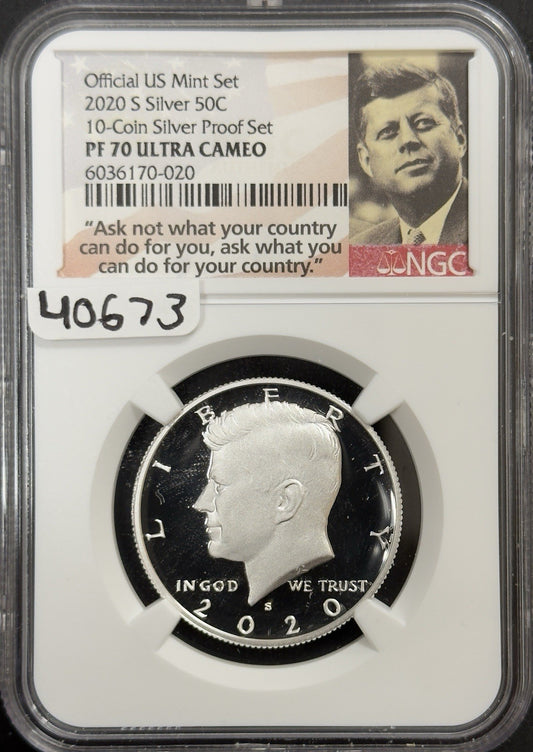 Official US Mint Set
2020 S Silver 50C
10-Coin Silver Proof Set
PF 70 ULTRA CAMEO
6036170-020
“Ask not what your country
can do for you, ask what you
can do for your country.”
NGC
40673
LIBERTY
IN GOD WE TRUST
S
2020